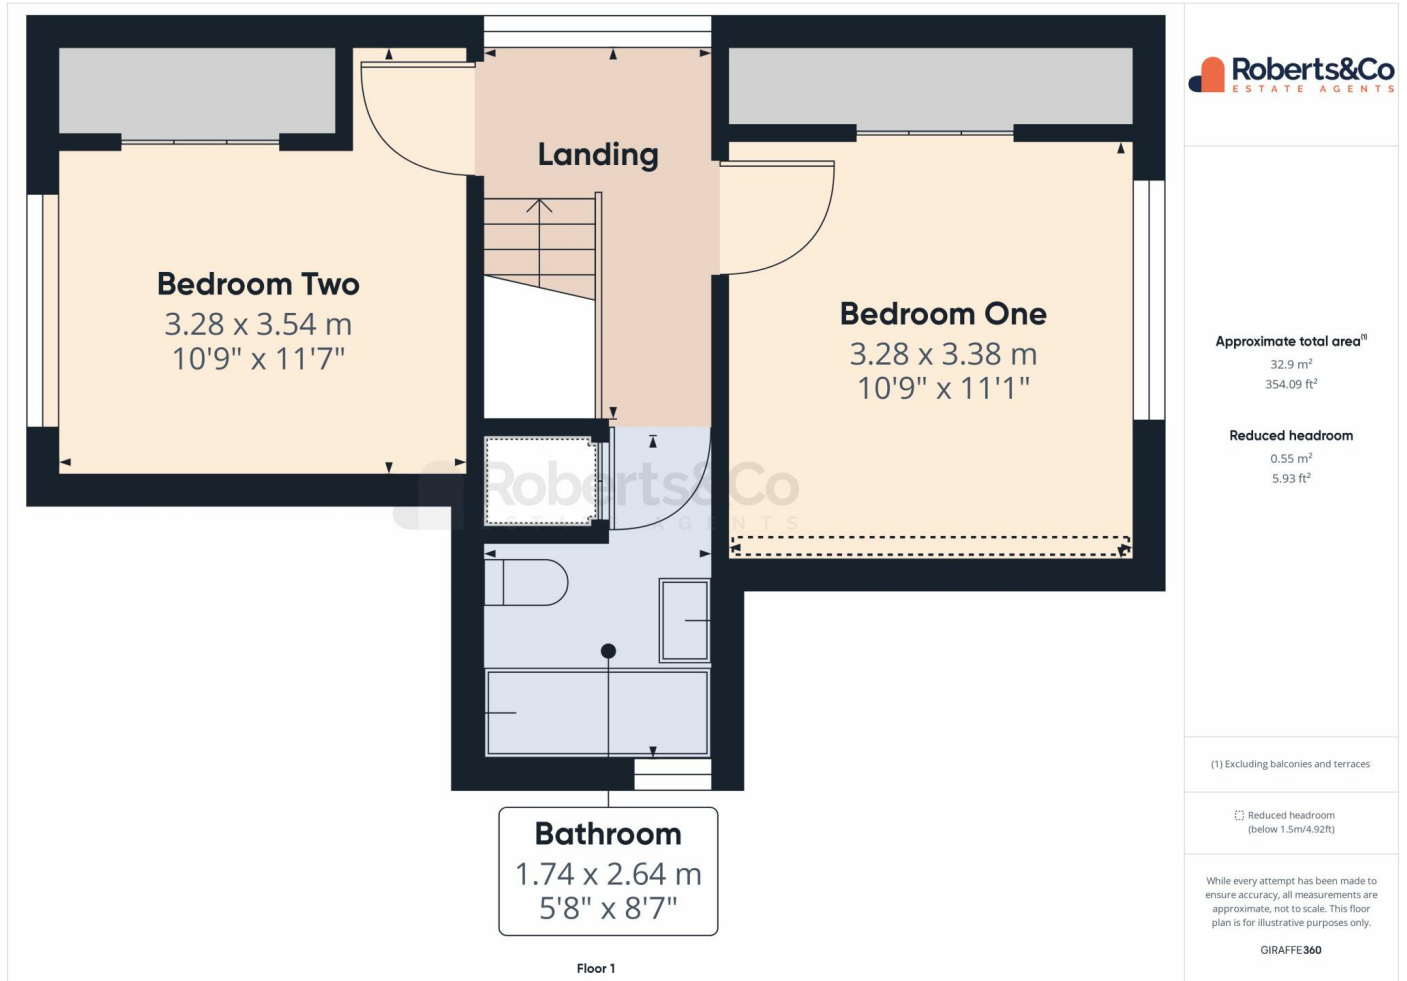 Landing
Bedroom Two
3.28 x 3.54 m
10'9" x 11'7"
Bedroom One
3.28 x 3.38 m
10'9" x 11'1"
Roberts&Co
ESTATE AGENTS
Bathroom
1.74 x 2.64 m
5'8" x 8'7"
Floor 1
Roberts&Co
ESTATE AGENTS
Approximate total area(1)
32.9 m²
354.09 ft²
Reduced headroom
0.55 m²
5.93 ft²
(1) Excluding balconies and terraces
Reduced headroom
(below 1.5m/4.92ft)
While every attempt has been made to
ensure accuracy, all measurements are
approximate, not to scale. This floor
plan is for illustrative purposes only.
GIRAFFE360